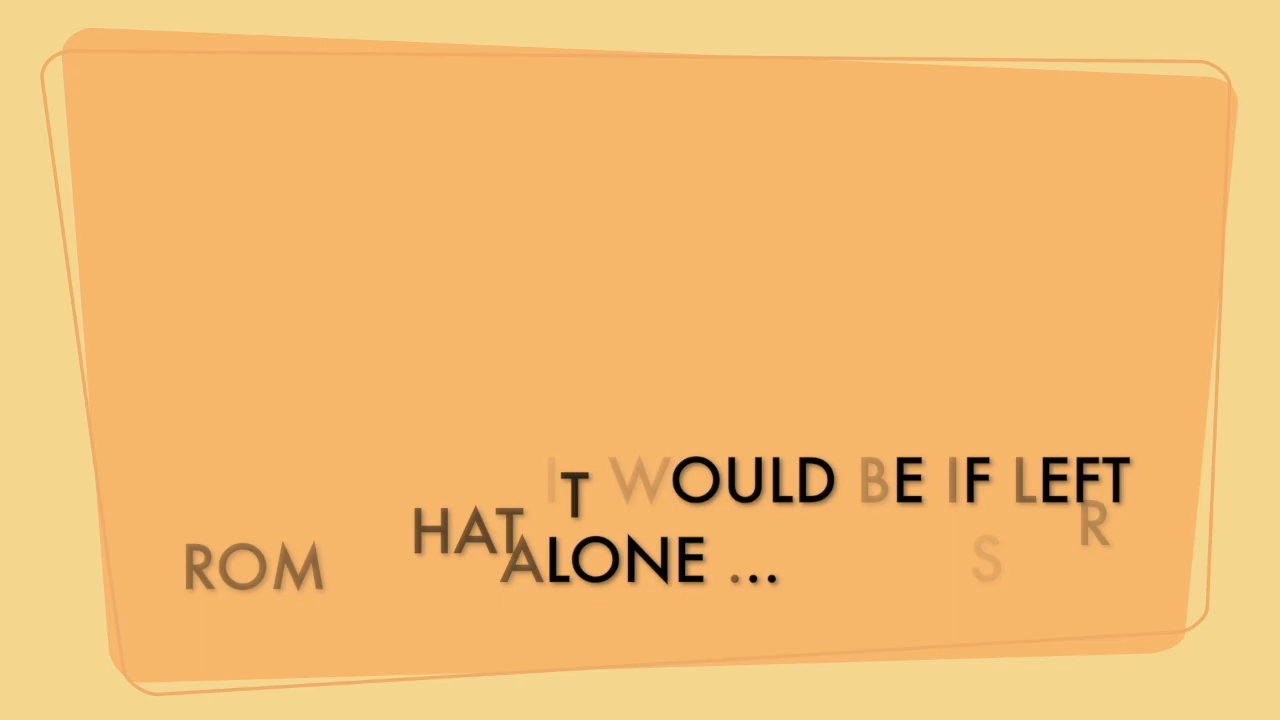 IT WOULD BE IF LEFT
HAT
ALONE ...
ROM
R
S